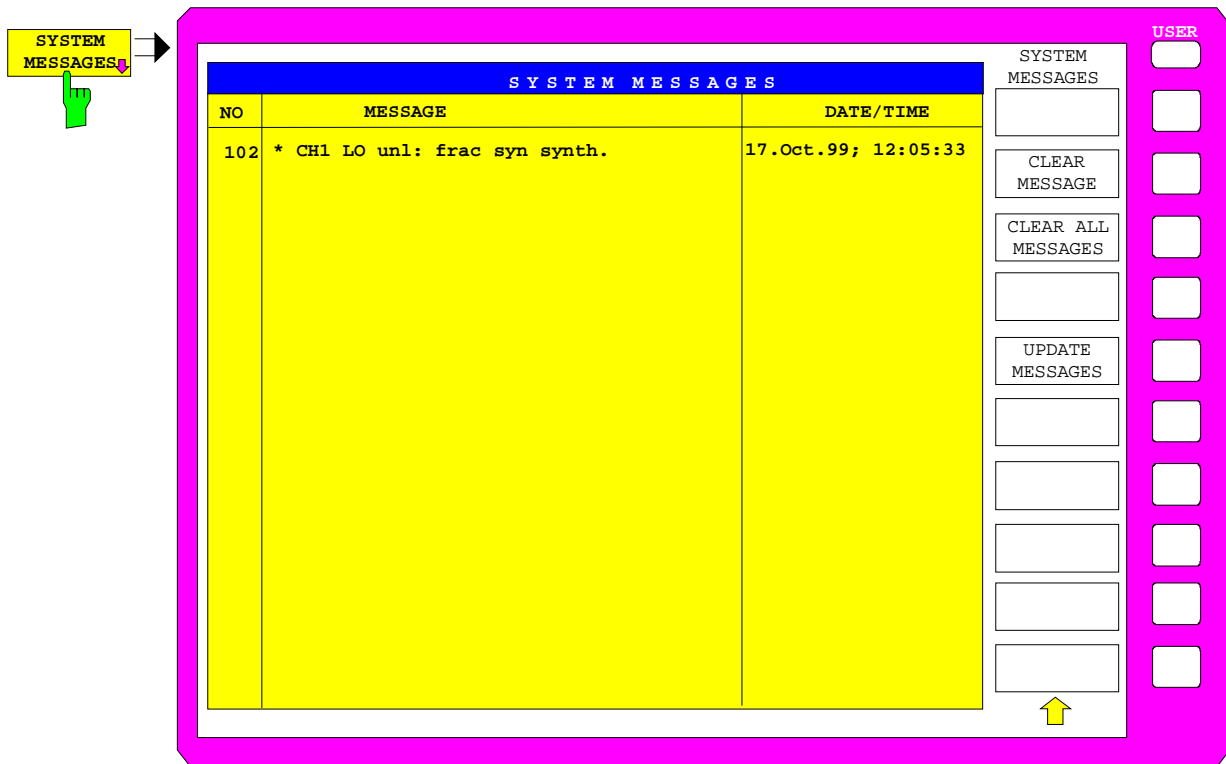 SYSTEM
MESSAGES
USER
SYSTEM
MESSAGES
SYSTEM MESSAGES
NO MESSAGE DATE/TIME
102 * CH1 LO unl: frac syn synth. 17.Oct.99; 12:05:33
CLEAR
MESSAGE
CLEAR ALL
MESSAGES
UPDATE
MESSAGES